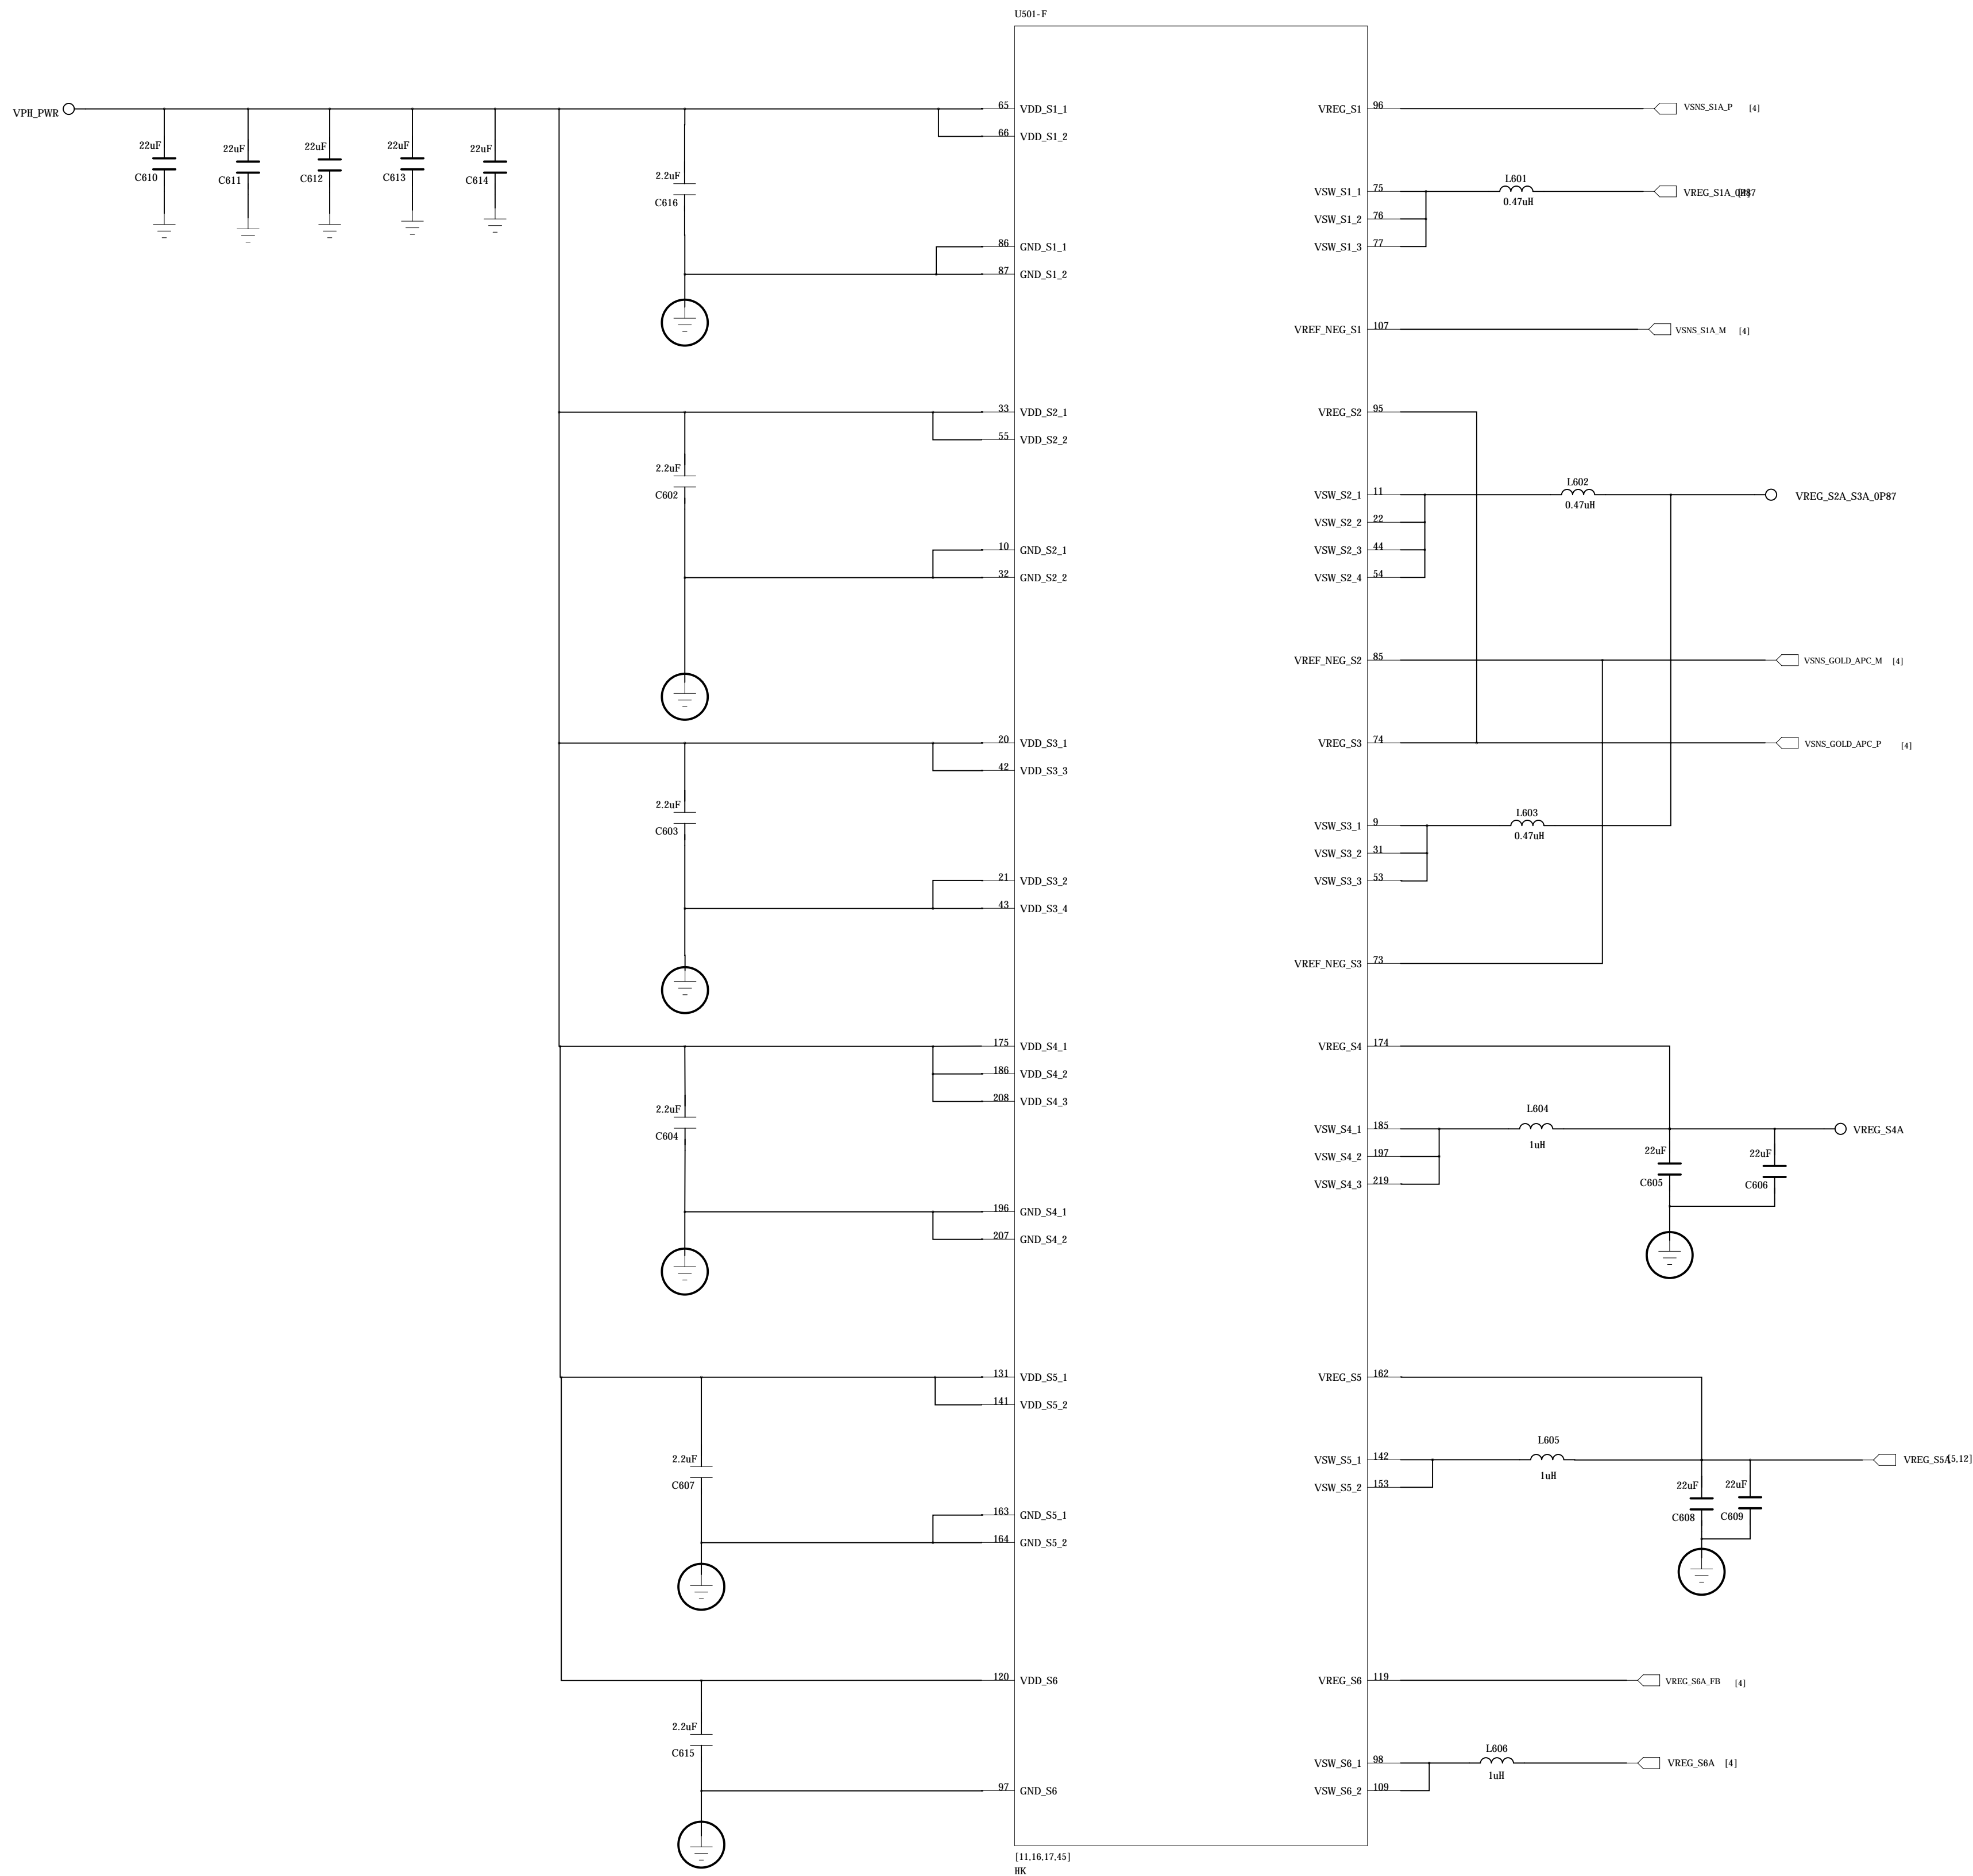 U501-F
VPH_PWR
22uF
C610
22uF
C611
22uF
C612
22uF
C613
22uF
C614
2.2uF
C616
65 VDD_S1_1
66 VDD_S1_2
86 GND_S1_1
87 GND_S1_2
VREG_S1 96
VSNS_S1A_P [4]
VSW_S1_1 75
VSW_S1_2 76
VSW_S1_3 77
L601
0.47uH
VREG_S1A_0P87
VREF_NEG_S1 107
VSNS_S1A_M [4]
33 VDD_S2_1
55 VDD_S2_2
2.2uF
C602
10 GND_S2_1
32 GND_S2_2
VREG_S2 95
VSW_S2_1 11
VSW_S2_2 22
VSW_S2_3 44
VSW_S2_4 54
L602
0.47uH
VREG_S2A_S3A_0P87
VREF_NEG_S2 85
VSNS_GOLD_APC_M [4]
20 VDD_S3_1
42 VDD_S3_3
2.2uF
C603
21 VDD_S3_2
43 VDD_S3_4
VREG_S3 74
VSNS_GOLD_APC_P [4]
VSW_S3_1 9
VSW_S3_2 31
VSW_S3_3 53
L603
0.47uH
VREF_NEG_S3 73
175 VDD_S4_1
186 VDD_S4_2
208 VDD_S4_3
2.2uF
C604
196 GND_S4_1
207 GND_S4_2
VREG_S4 174
VSW_S4_1 185
VSW_S4_2 197
VSW_S4_3 219
L604
1uH
VREG_S4A
22uF
C605
22uF
C606
131 VDD_S5_1
141 VDD_S5_2
2.2uF
C607
163 GND_S5_1
164 GND_S5_2
VREG_S5 162
VSW_S5_1 142
VSW_S5_2 153
L605
1uH
VREG_S5A [5,12]
22uF
C608
22uF
C609
120 VDD_S6
2.2uF
C615
97 GND_S6
VREG_S6 119
VREG_S6A_FB [4]
VSW_S6_1 98
VSW_S6_2 109
L606
1uH
VREG_S6A [4]
[11,16,17,45]
HK